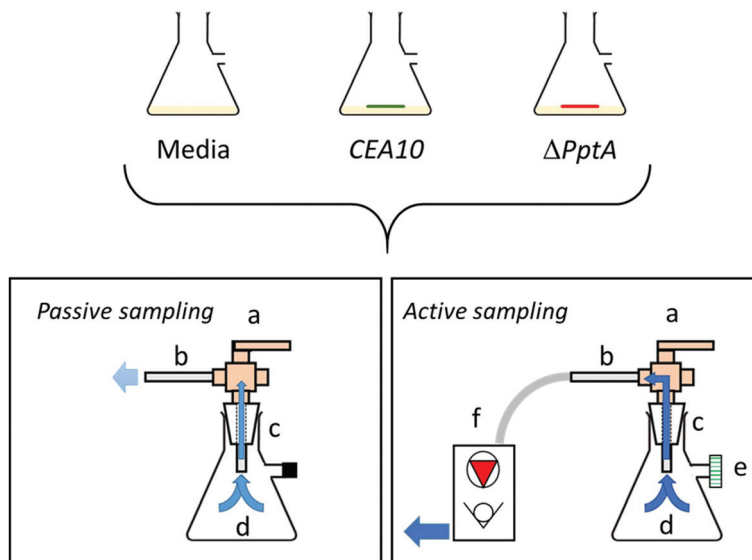 Media
CEA10
ΔPptA
Passive sampling
a
b
c
d
Active sampling
a
b
c
f
e
d